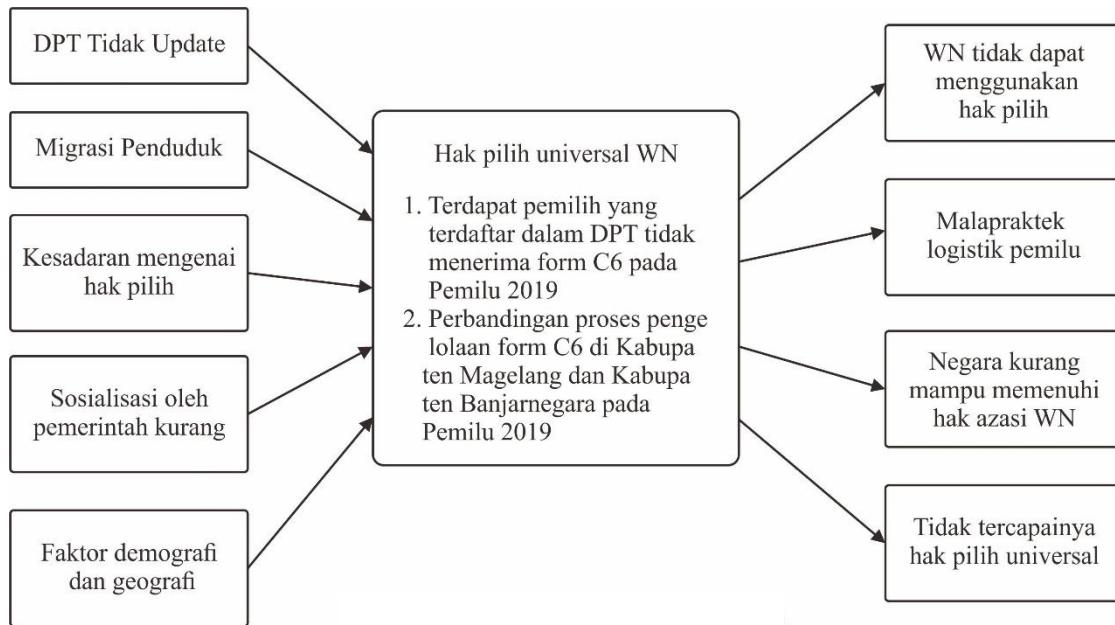 DPT Tidak Update
Migrasi Penduduk
Kesadaran mengenai
hak pilih
Sosialisasi oleh
pemerintah kurang
Faktor demografi
dan geografi
Hak pilih universal WN
1. Terdapat pemilih yang
terdaftar dalam DPT tidak
menerima form C6 pada
Pemilu 2019
2. Perbandingan proses penge
lolaan form C6 di Kabupa
ten Magelang dan Kabupa
ten Banjarnegara pada
Pemilu 2019
WN tidak dapat
menggunakan
hak pilih
Malapraktek
logistik pemilu
Negara kurang
mampu memenuhi
hak azasi WN
Tidak tercapainya
hak pilih universal